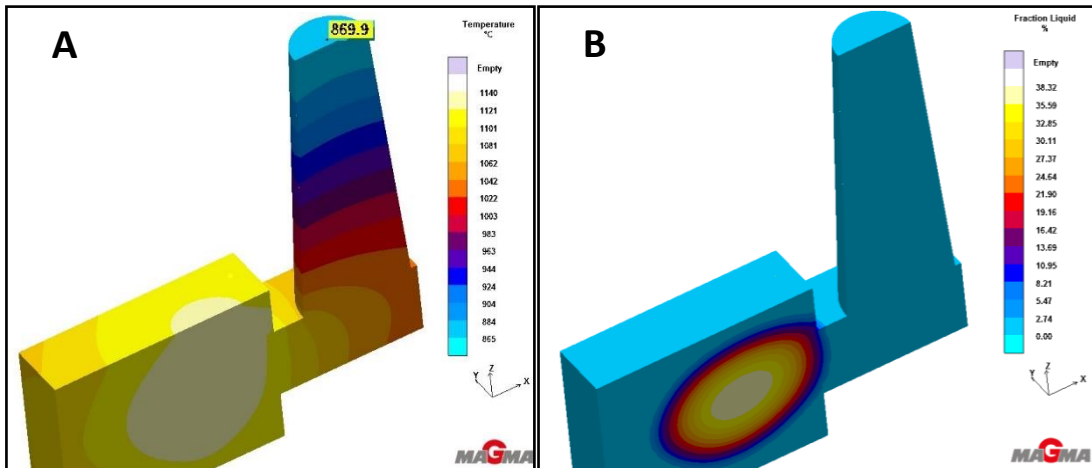 A
869.9
Temperature
°C
Empty
1140
1121
1101
1081
1062
1042
1022
1003
983
963
944
924
904
884
865
Z
Y
X
MAGMA
B
Fraction Liquid
%
Empty
38.32
35.59
32.85
30.11
27.37
24.64
21.90
19.16
16.42
13.69
10.95
8.21
5.47
2.74
0.00
Z
Y
X
MAGMA